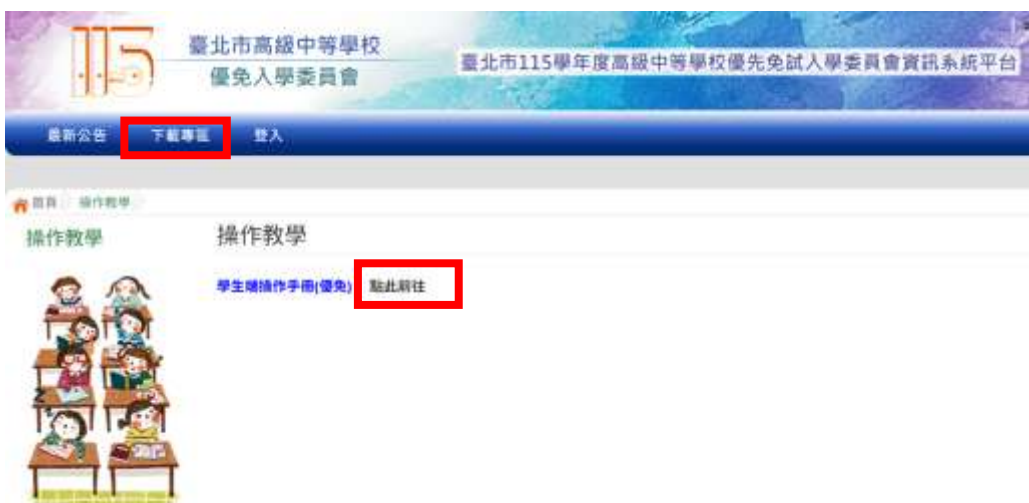 115
臺北市高級中等學校
優免入學委員會
臺北市115學年度高級中等學校優先免試入學委員會資訊系統平台
最新公告 下載專區 登入
首頁 操作教學
操作教學
操作教學
學生端操作手冊(優免) 點此前往